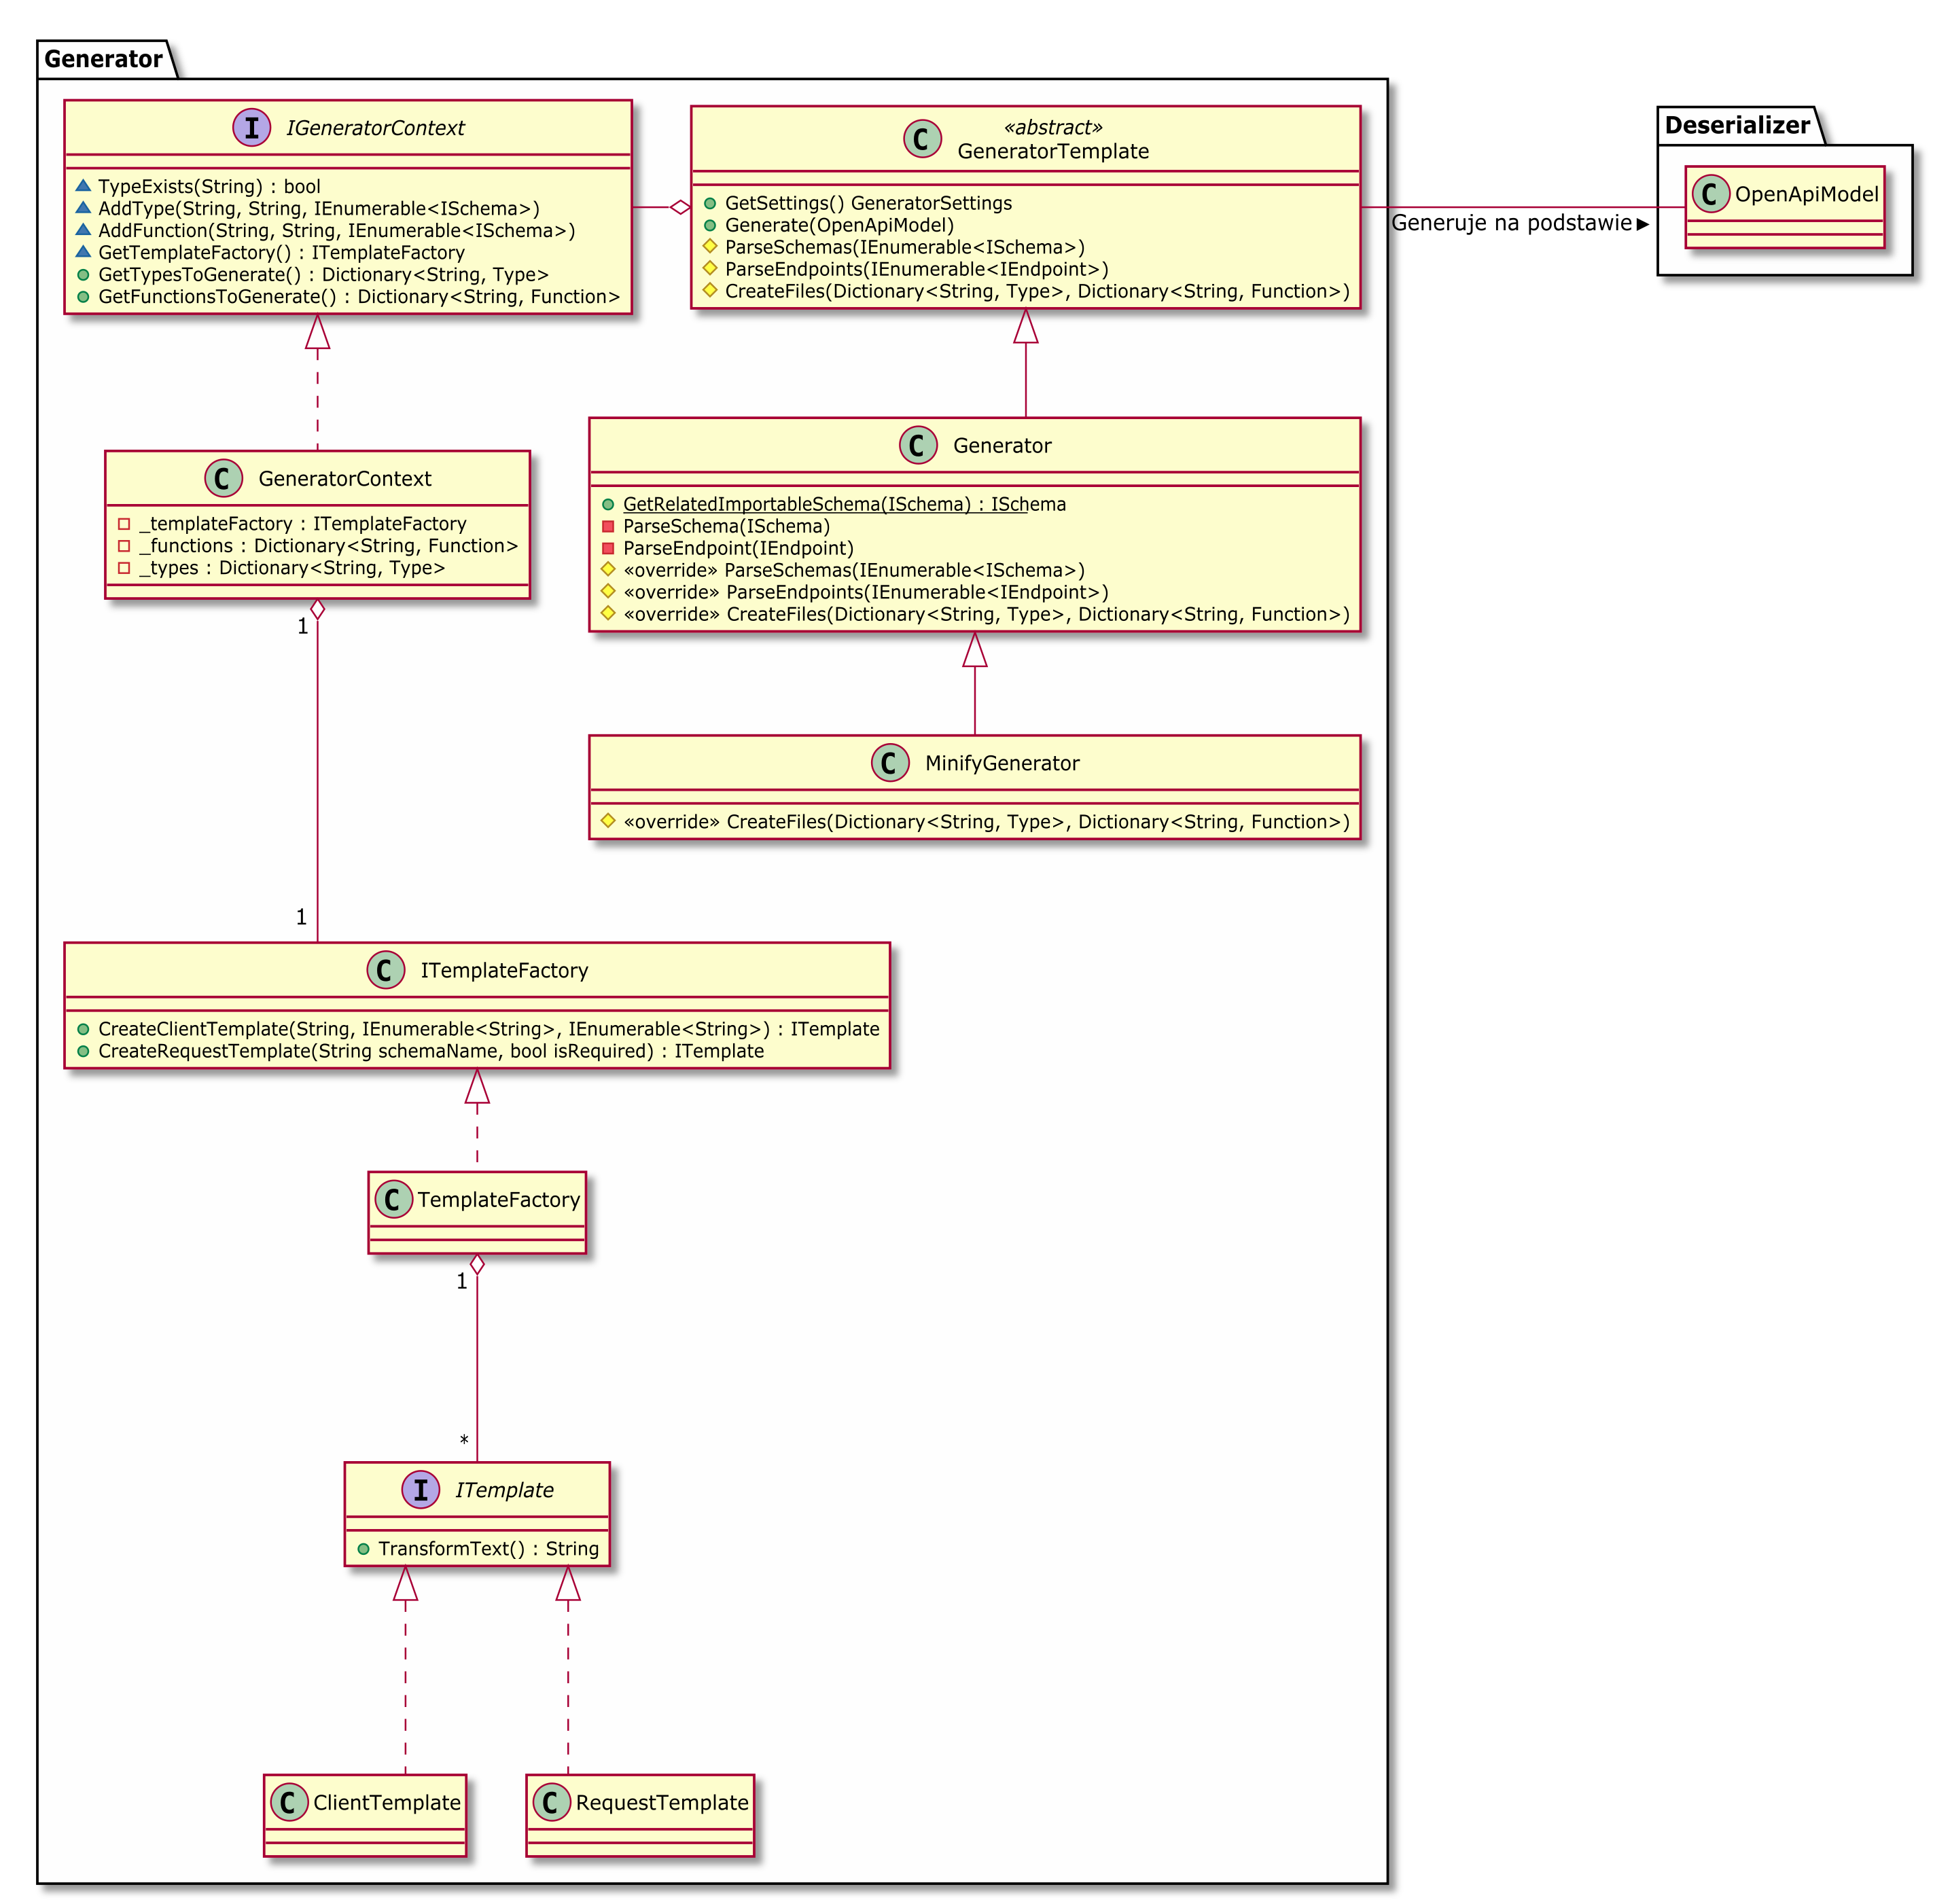 Generator
I IGeneratorContext
TypeExists(String) : bool
AddType(String, String, IEnumerable<ISchema>)
AddFunction(String, String, IEnumerable<ISchema>)
GetTemplateFactory() : ITemplateFactory
GetTypesToGenerate() : Dictionary<String, Type>
GetFunctionsToGenerate() : Dictionary<String, Function>
«abstract»
C GeneratorTemplate
GetSettings() GeneratorSettings
Generate(OpenApiModel)
ParseSchemas(IEnumerable<ISchema>)
ParseEndpoints(IEnumerable<IEndpoint>)
CreateFiles(Dictionary<String, Type>, Dictionary<String, Function>)
Generuje na podstawie
Deserializer
C OpenApiModel
C GeneratorContext
_templateFactory : ITemplateFactory
_functions : Dictionary<String, Function>
_types : Dictionary<String, Type>
C Generator
GetRelatedImportableSchema(ISchema) : ISchema
ParseSchema(ISchema)
ParseEndpoint(IEndpoint)
«override» ParseSchemas(IEnumerable<ISchema>)
«override» ParseEndpoints(IEnumerable<IEndpoint>)
«override» CreateFiles(Dictionary<String, Type>, Dictionary<String, Function>)
1
C MinifyGenerator
«override» CreateFiles(Dictionary<String, Type>, Dictionary<String, Function>)
1
C ITemplateFactory
CreateClientTemplate(String, IEnumerable<String>, IEnumerable<String>) : ITemplate
CreateRequestTemplate(String schemaName, bool isRequired) : ITemplate
C TemplateFactory
1
*
I ITemplate
TransformText() : String
C ClientTemplate
C RequestTemplate